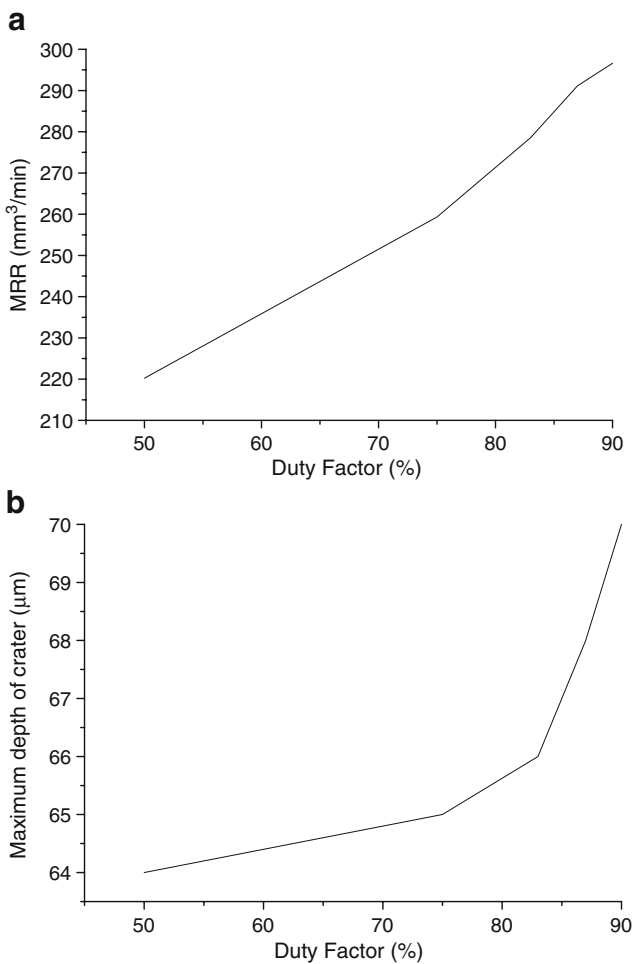 a
300
290
280
270
260
250
240
230
220
210
MRR (mm³/min)
50 60 70 80 90
Duty Factor (%)
b
70
69
68
67
66
65
64
Maximum depth of crater (μm)
50 60 70 80 90
Duty Factor (%)